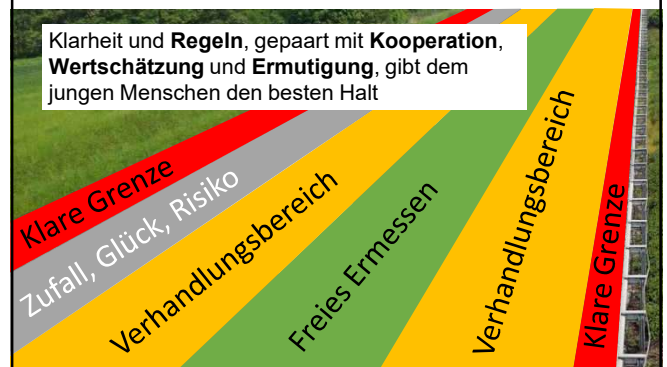 Klarheit und Regeln, gepaart mit Kooperation,
Wertschätzung und Ermutigung, gibt dem
jungen Menschen den besten Halt
Klare Grenze
Zufall, Glück, Risiko
Verhandlungsbereich
Freies Ermessen
Verhandlungsbereich
Klare Grenze